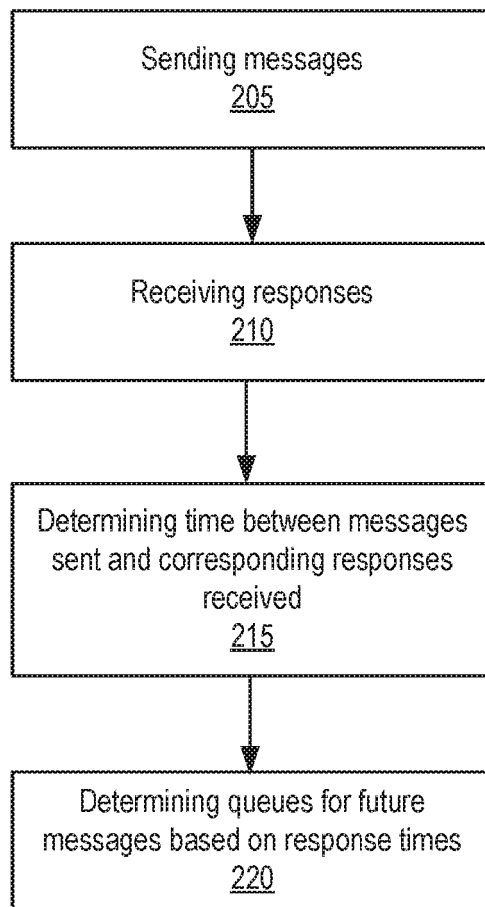 Sending messages
205
Receiving responses
210
Determining time between messages
sent and corresponding responses
received
215
Determining queues for future
messages based on response times
220